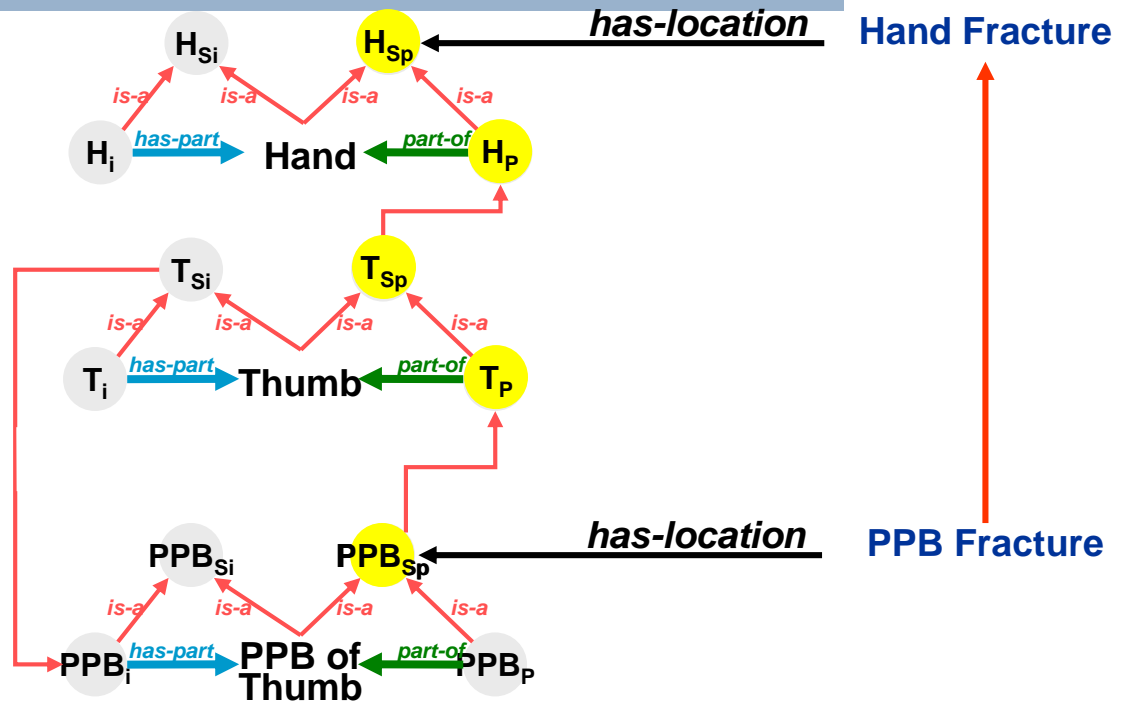 has-location
Hand Fracture
H_Si
H_Sp
is-a
is-a
is-a
is-a
H_i
has-part
Hand
part-of
H_P
T_Si
T_Sp
is-a
is-a
is-a
is-a
T_i
has-part
Thumb
part-of
T_P
has-location
PPB Fracture
PPB_Si
PPB_Sp
is-a
is-a
is-a
is-a
PPB_i
has-part
PPB of
Thumb
part-of
PPB_P